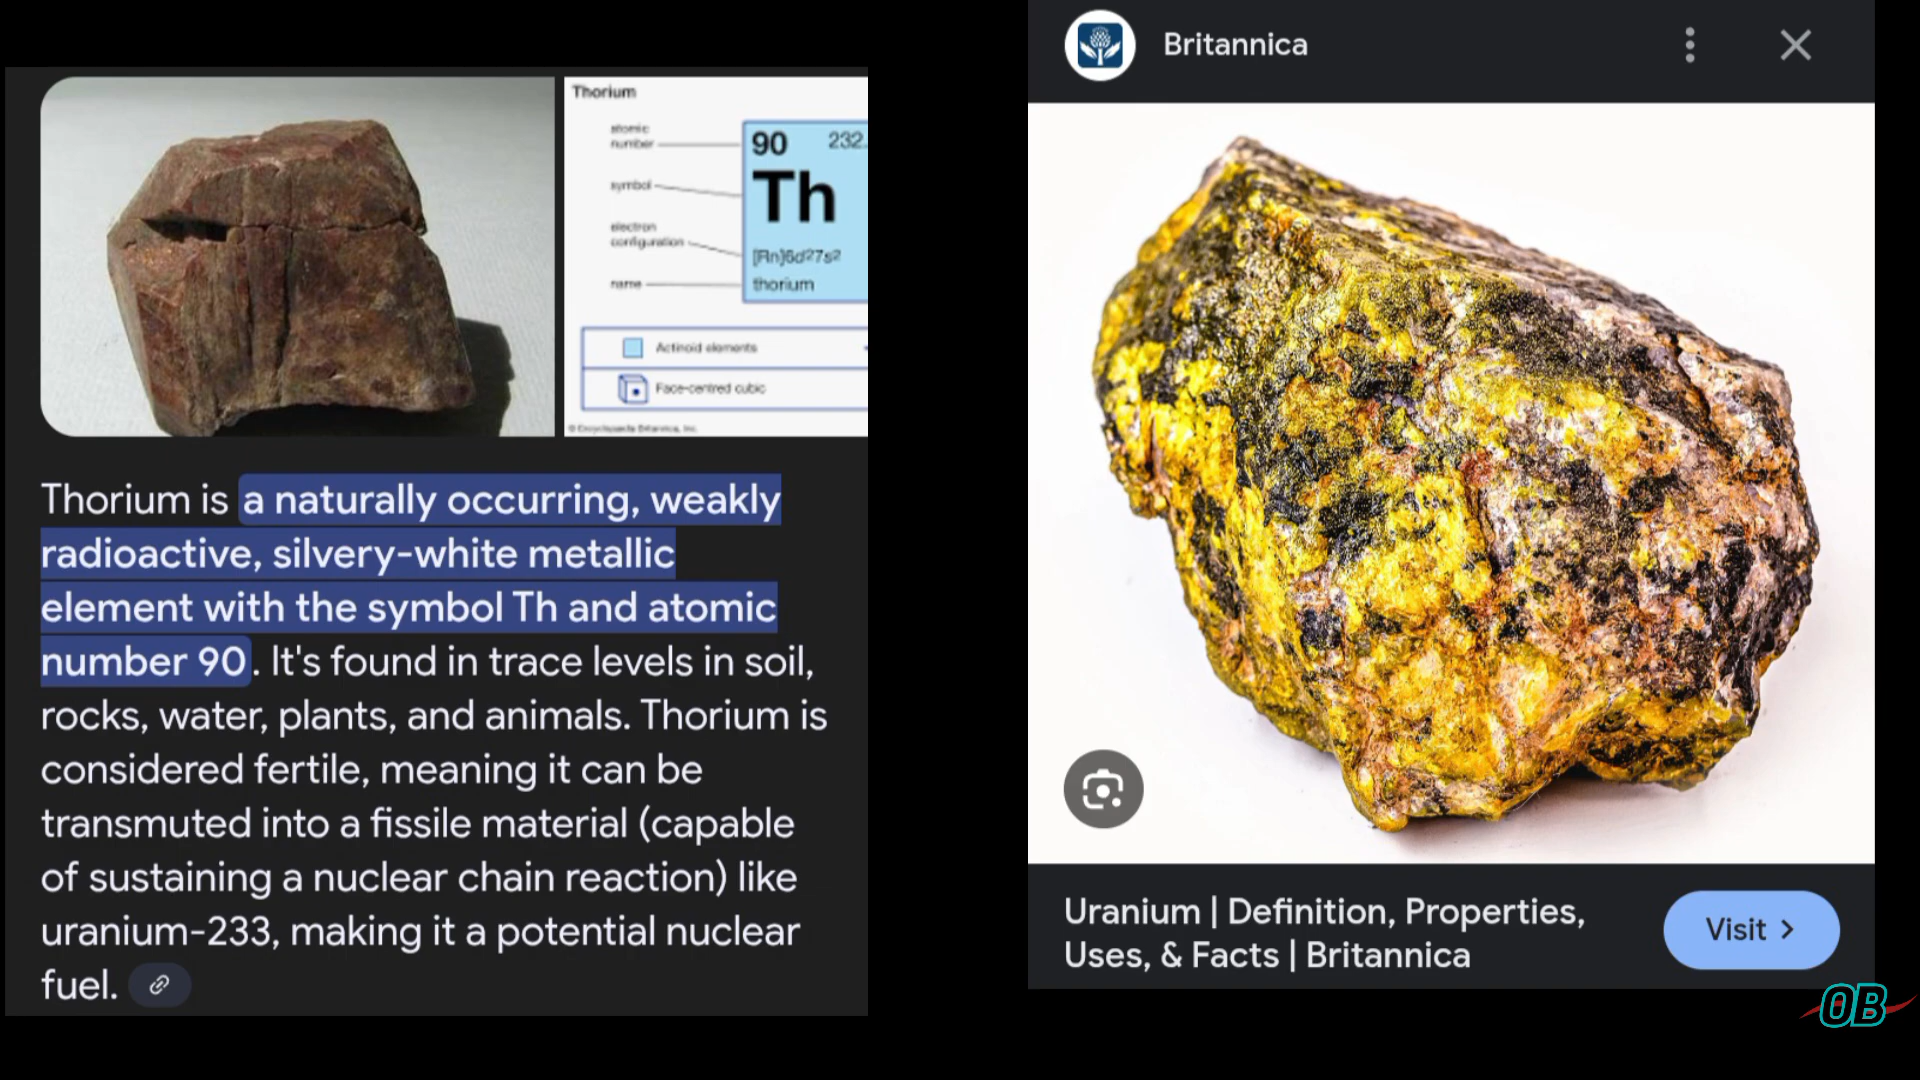 Thorium
atomic
number
90
232.
symbol
Th
electron
configuration
[Rn]6d²7s²
name
thorium
Actinoid elements
Face-centred cubic
© Encyclopædia Britannica, Inc.
Thorium is a naturally occurring, weakly
radioactive, silvery-white metallic
element with the symbol Th and atomic
number 90. It's found in trace levels in soil,
rocks, water, plants, and animals. Thorium is
considered fertile, meaning it can be
transmuted into a fissile material (capable
of sustaining a nuclear chain reaction) like
uranium-233, making it a potential nuclear
fuel.
Britannica
Uranium | Definition, Properties,
Uses, & Facts | Britannica
Visit
OB